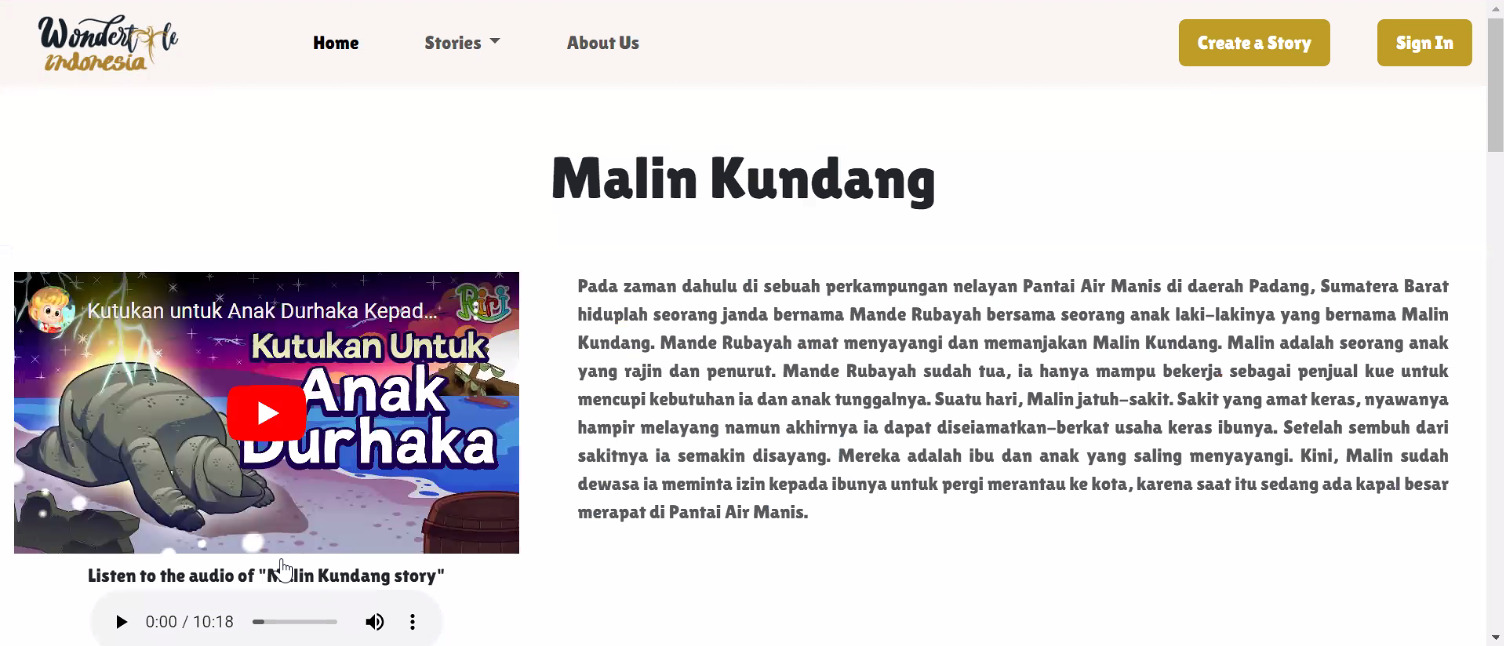 Wondertale
indonesia
Home
Stories
About Us
Create a Story
Sign In
Malin Kundang
Kutukan untuk Anak Durhaka Kepad...
Riri
Kutukan Untuk
Anak
Durhaka
Listen to the audio of "Malin Kundang story"
0:00 / 10:18
Pada zaman dahulu di sebuah perkampungan nelayan Pantai Air Manis di daerah Padang, Sumatera Barat
hiduplah seorang janda bernama Mande Rubayah bersama seorang anak laki-lakinya yang bernama Malin
Kundang. Mande Rubayah amat menyayangi dan memanjakan Malin Kundang. Malin adalah seorang anak
yang rajin dan penurut. Mande Rubayah sudah tua, ia hanya mampu bekerja sebagai penjual kue untuk
mencupi kebutuhan ia dan anak tunggalnya. Suatu hari, Malin jatuh-sakit. Sakit yang amat keras, nyawanya
hampir melayang namun akhirnya ia dapat diseiamatkan-berkat usaha keras ibunya. Setelah sembuh dari
sakitnya ia semakin disayang. Mereka adalah ibu dan anak yang saling menyayangi. Kini, Malin sudah
dewasa ia meminta izin kepada ibunya untuk pergi merantau ke kota, karena saat itu sedang ada kapal besar
merapat di Pantai Air Manis.